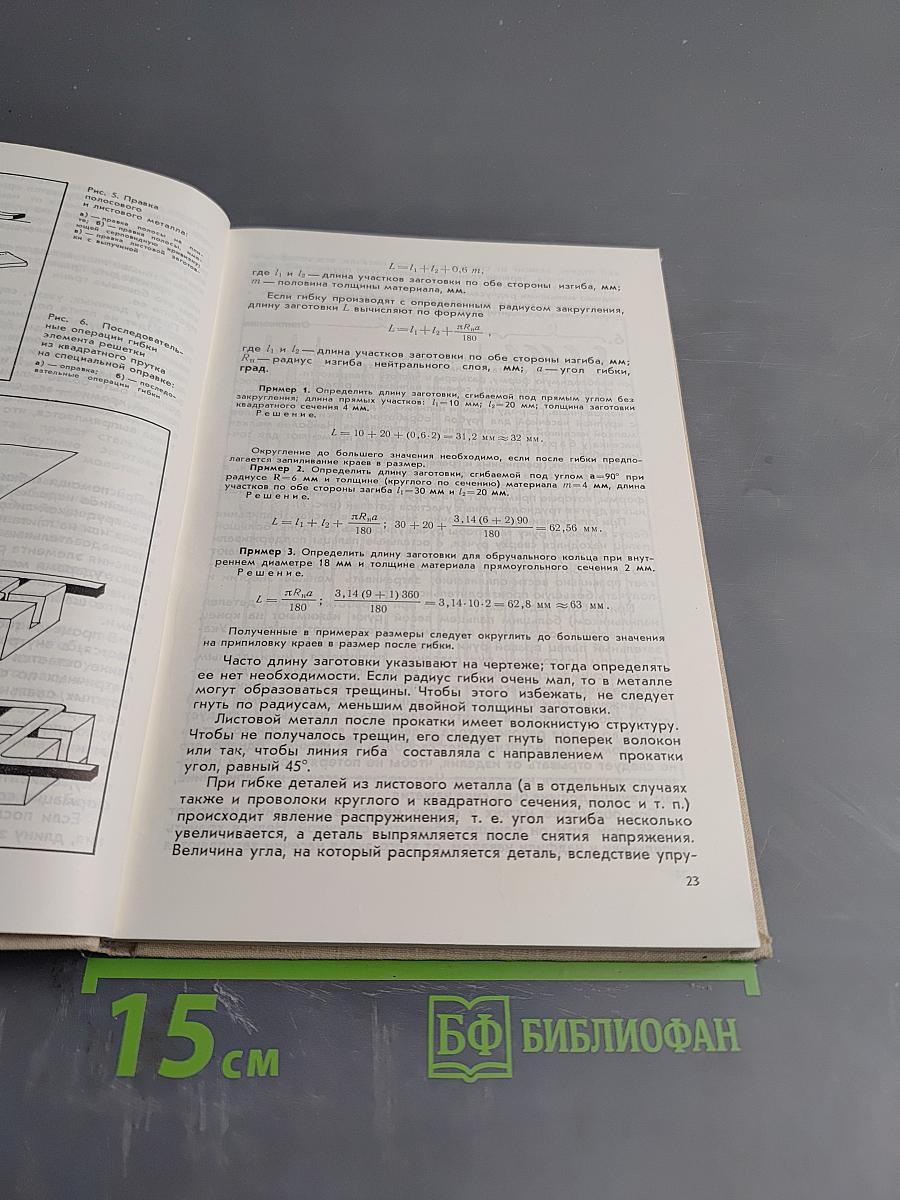 Рис. 5. Правка
полосового
и листового металла:
а) — правка полосы на пли-
те; б) — правка полосы, име-
ющей серповидную кривизну;
в) — правка листовой заготов-
ки с выпучиной
Рис. 6. Последователь-
ные операции гибки
элемента решетки
из квадратного прутка
на специальной оправке:
а) — оправка; б) — последо-
вательные операции гибки
L=l₁+l₂+0,6 m,
где l₁ и l₂ — длина участков заготовки по обе стороны изгиба, мм;
m — половина толщины материала, мм.
Если гибку производят с определенным радиусом закругления,
длину заготовки L вычисляют по формуле
L=l₁+l₂+ πRₙa/180 ,
где l₁ и l₂ — длина участков заготовки по обе стороны изгиба, мм;
Rₙ — радиус изгиба нейтрального слоя, мм; a — угол гибки,
град.
Пример 1. Определить длину заготовки, сгибаемой под прямым углом без
закругления; длина прямых участков: l₁=10 мм; l₂=20 мм; толщина заготовки
квадратного сечения 4 мм.
Решение.
L = 10 + 20 + (0,6·2) = 31,2 мм ≈ 32 мм.
Округление до большего значения необходимо, если после гибки предпо-
лагается запиливание краев в размер.
Пример 2. Определить длину заготовки, сгибаемой под углом a=90° при
радиусе R=6 мм и толщине (круглого по сечению) материала m=4 мм, длина
участков по обе стороны загиба l₁=30 мм и l₂=20 мм.
Решение.
L = l₁ + l₂ + πRₙa/180 ; 30 + 20 + 3,14 (6 + 2) 90/180 = 62,56 мм.
Пример 3. Определить длину заготовки для обручального кольца при внут-
реннем диаметре 18 мм и толщине материала прямоугольного сечения 2 мм.
Решение.
L = πRₙa/180 ; 3,14 (9 + 1) 360/180 = 3,14·10·2 = 62,8 мм ≈ 63 мм.
Полученные в примерах размеры следует округлить до большего значения
на припиловку краев в размер после гибки.
Часто длину заготовки указывают на чертеже; тогда определять
ее нет необходимости. Если радиус гибки очень мал, то в металле
могут образоваться трещины. Чтобы этого избежать, не следует
гнуть по радиусам, меньшим двойной толщины заготовки.
Листовой металл после прокатки имеет волокнистую структуру.
Чтобы не получалось трещин, его следует гнуть поперек волокон
или так, чтобы линия гиба составляла с направлением прокатки
угол, равный 45°.
При гибке деталей из листового металла (а в отдельных случаях
также и проволоки круглого и квадратного сечения, полос и т. п.)
происходит явление распружинения, т. е. угол изгиба несколько
увеличивается, а деталь выпрямляется после снятия напряжения.
Величина угла, на который распрямляется деталь, вследствие упру-
23
15 см
БФ БИБЛИОФАН